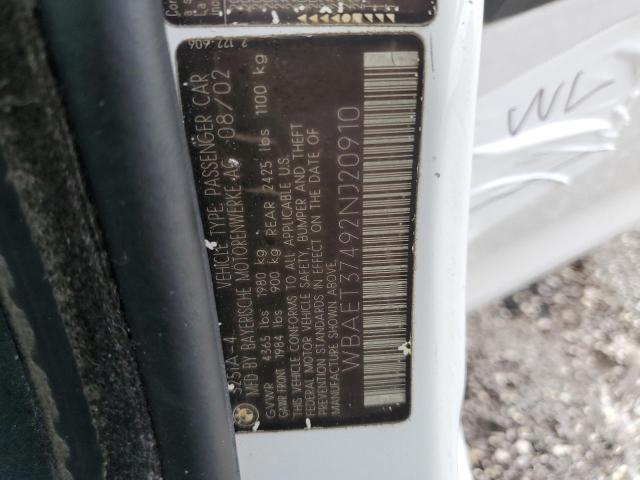 2 122 606
VEHICLE TYPE: PASSENGER CAR
MFD BY BAYERISCHE MOTORENWERKE AG 08/02
GVWR 4365 lbs 1980 kg REAR 2425 lbs 1100 kg
GAWR FRONT 1984 lbs 900 kg
THIS VEHICLE CONFORMS TO ALL APPLICABLE U.S.
FEDERAL MOTOR VEHICLE SAFETY, BUMPER AND THEFT
PREVENTION STANDARDS IN EFFECT ON THE DATE OF
MANUFACTURE SHOWN ABOVE.
WBAET37492NJ20910
WL